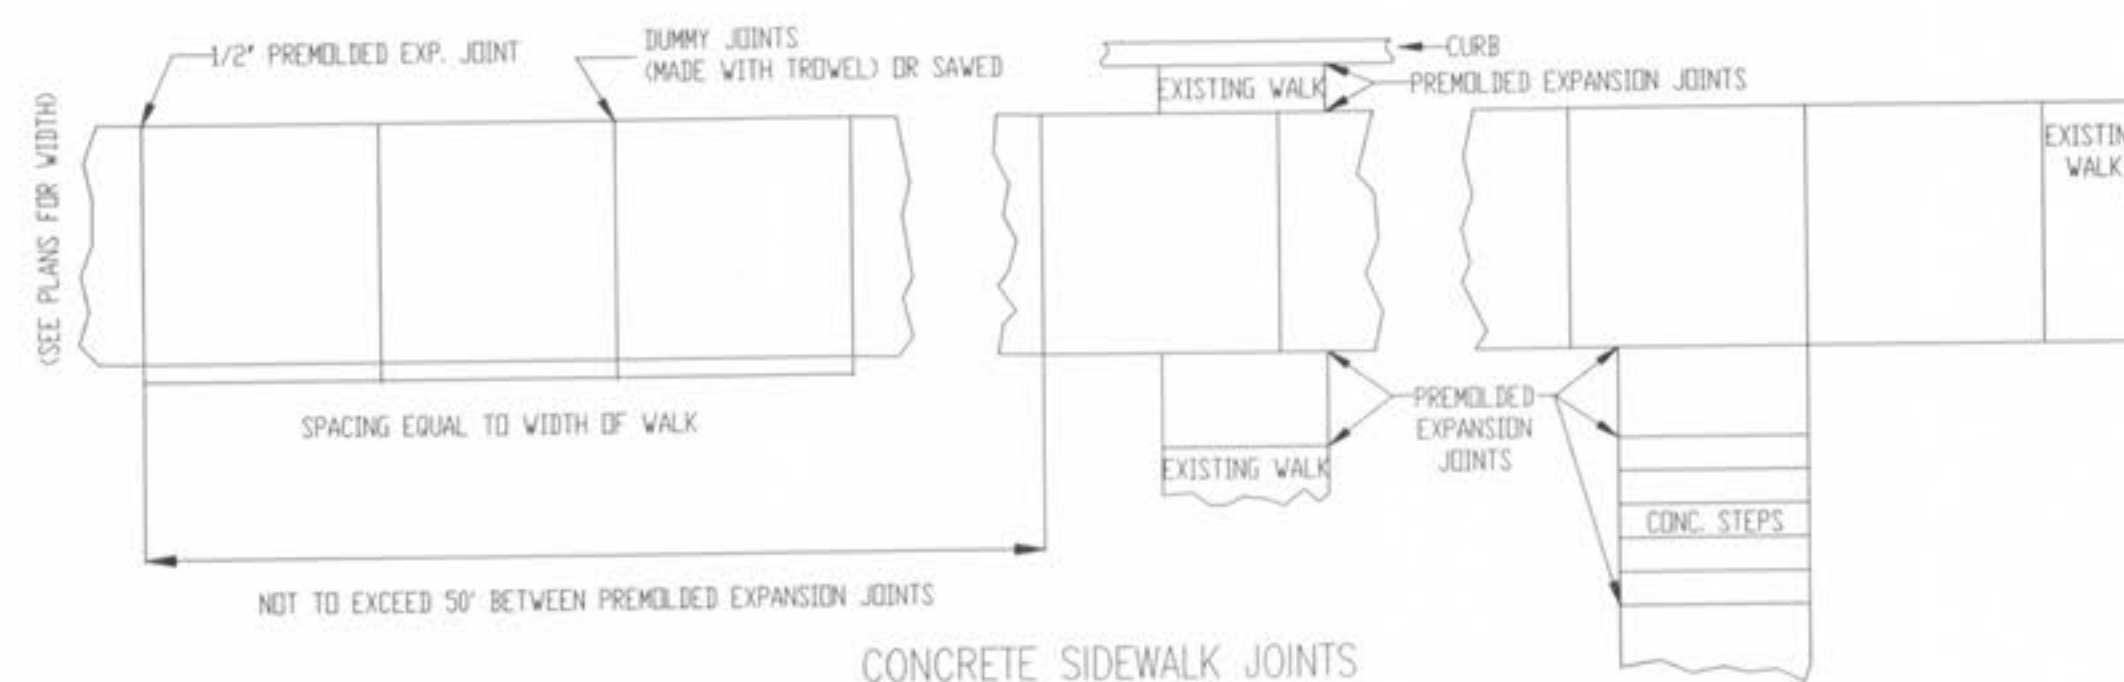 1/2" PREMOLDED EXP. JOINT
DUMMY JOINTS
(MADE WITH TROWEL) OR SAWED
CURB
PREMOLDED EXPANSION JOINTS
EXISTING WALK
(SEE PLANS FOR WIDTH)
EXISTIN
WALK
SPACING EQUAL TO WIDTH OF WALK
PREMOLDED
EXPANSION
JOINTS
EXISTING WALK
CONC. STEPS
NOT TO EXCEED 50' BETWEEN PREMOLDED EXPANSION JOINTS
CONCRETE SIDEWALK JOINTS